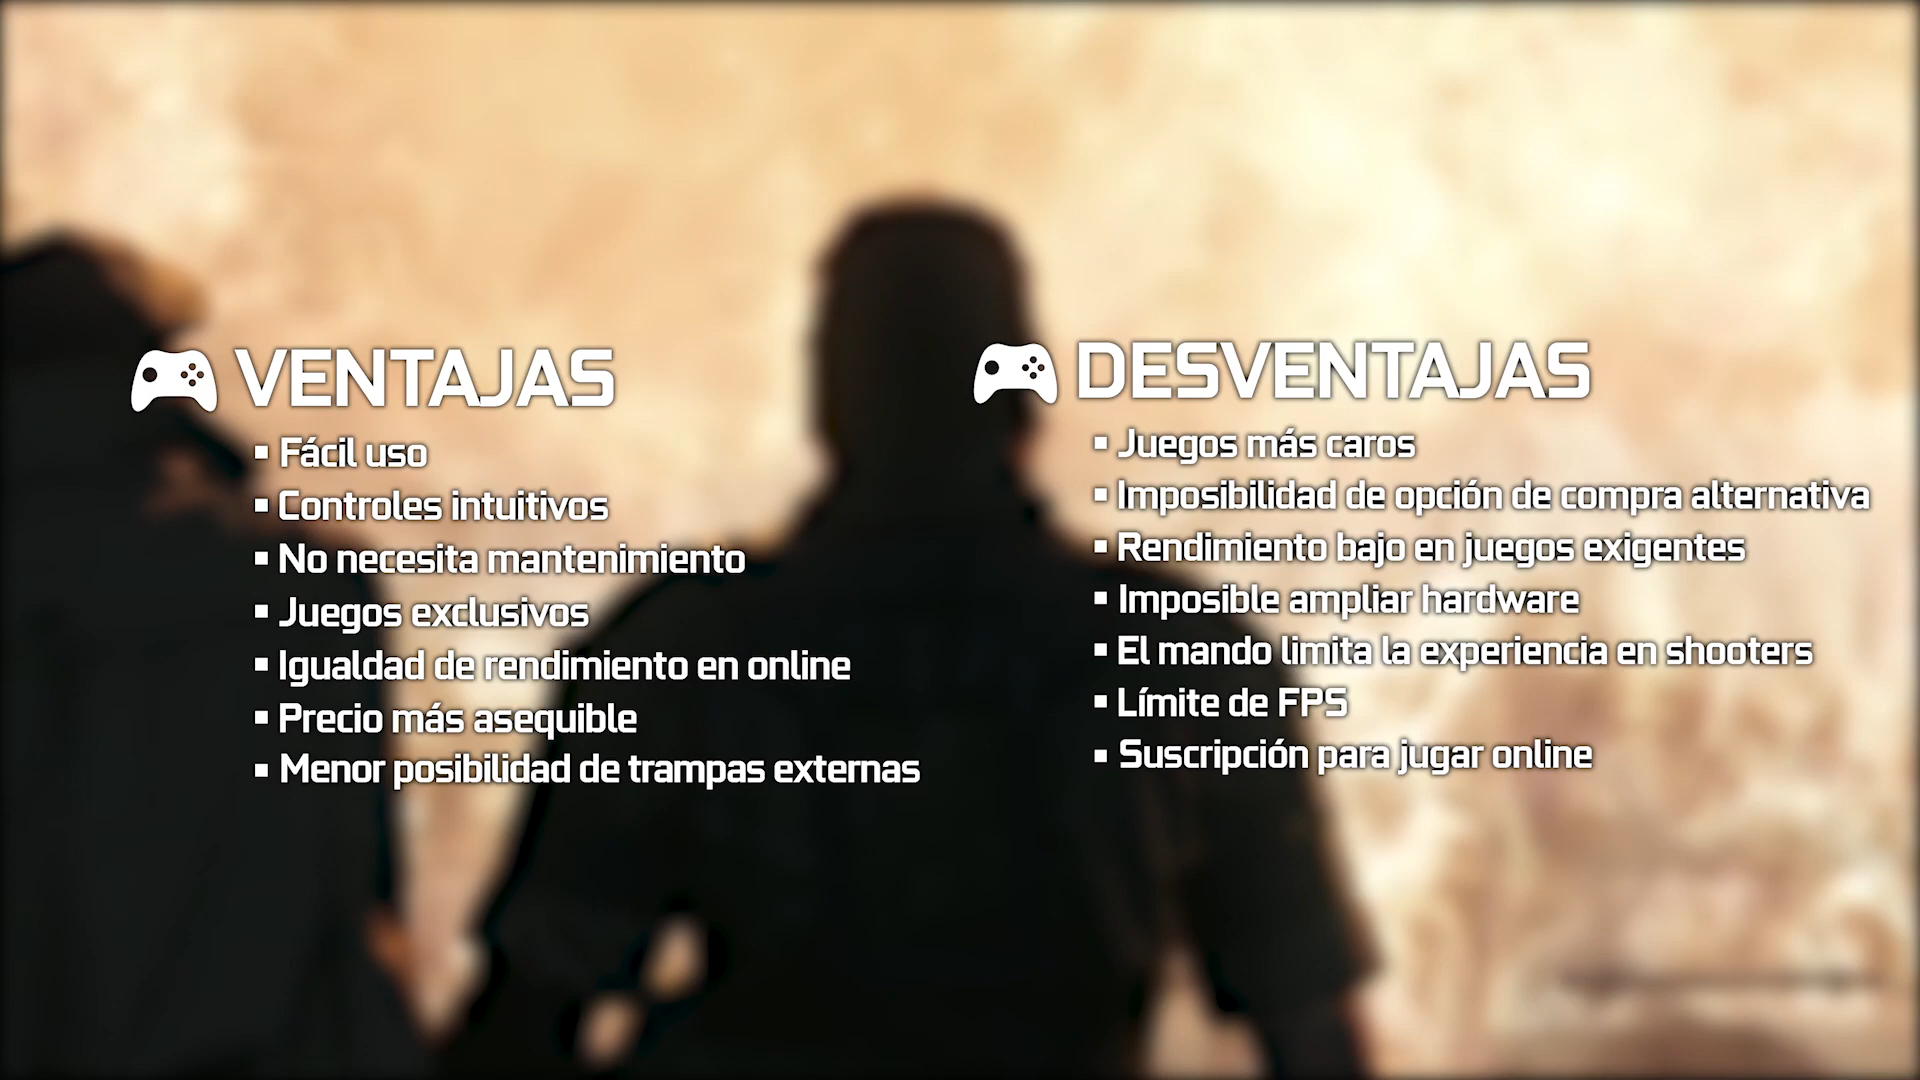 VENTAJAS
▪ Fácil uso
▪ Controles intuitivos
▪ No necesita mantenimiento
▪ Juegos exclusivos
▪ Igualdad de rendimiento en online
▪ Precio más asequible
▪ Menor posibilidad de trampas externas
DESVENTAJAS
▪ Juegos más caros
▪ Imposibilidad de opción de compra alternativa
▪ Rendimiento bajo en juegos exigentes
▪ Imposible ampliar hardware
▪ El mando limita la experiencia en shooters
▪ Límite de FPS
▪ Suscripción para jugar online